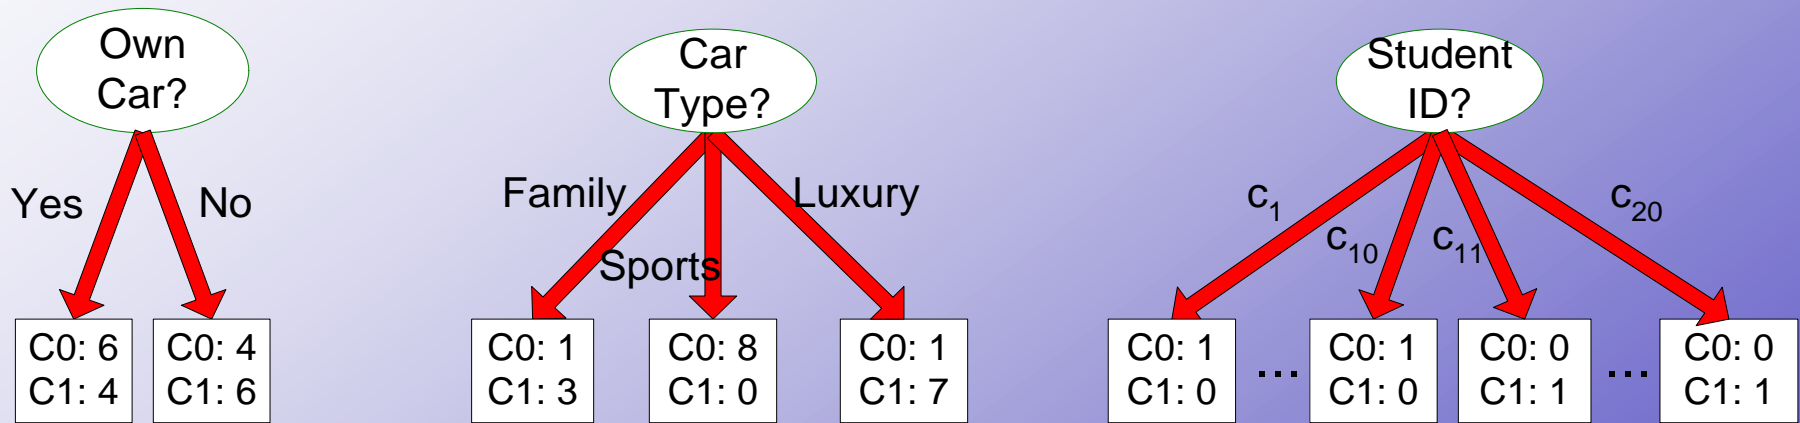 Own
Car?
Yes
No
C0: 6
C1: 4
C0: 4
C1: 6
Car
Type?
Family
Sports
Luxury
C0: 1
C1: 3
C0: 8
C1: 0
C0: 1
C1: 7
Student
ID?
c1
c10
c11
c20
C0: 1
C1: 0
...
C0: 1
C1: 0
C0: 0
C1: 1
...
C0: 0
C1: 1